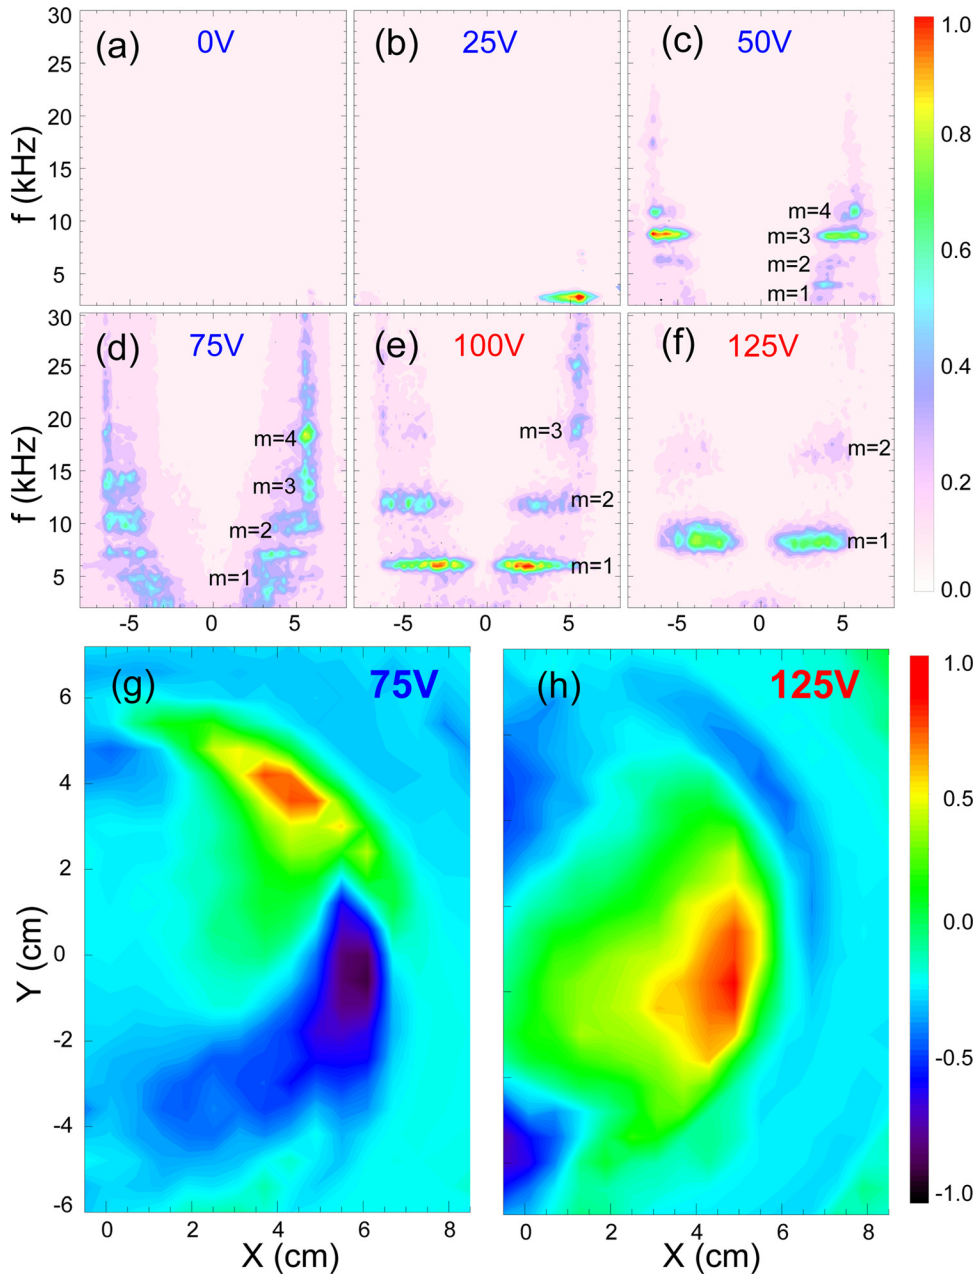 (a) 0V
(b) 25V
(c) 50V
f (kHz)
30
25
20
15
10
5
m=4
m=3
m=2
m=1
1.0
0.8
0.6
0.4
0.2
0.0
(d) 75V
(e) 100V
(f) 125V
f (kHz)
30
25
20
15
10
5
m=4
m=3
m=2
m=1
m=3
m=2
m=1
m=2
m=1
-5 0 5
-5 0 5
-5 0 5
(g) 75V
(h) 125V
Y (cm)
6
4
2
0
-2
-4
-6
0 2 4 6 8
X (cm)
0 2 4 6 8
X (cm)
1.0
0.5
0.0
-0.5
-1.0